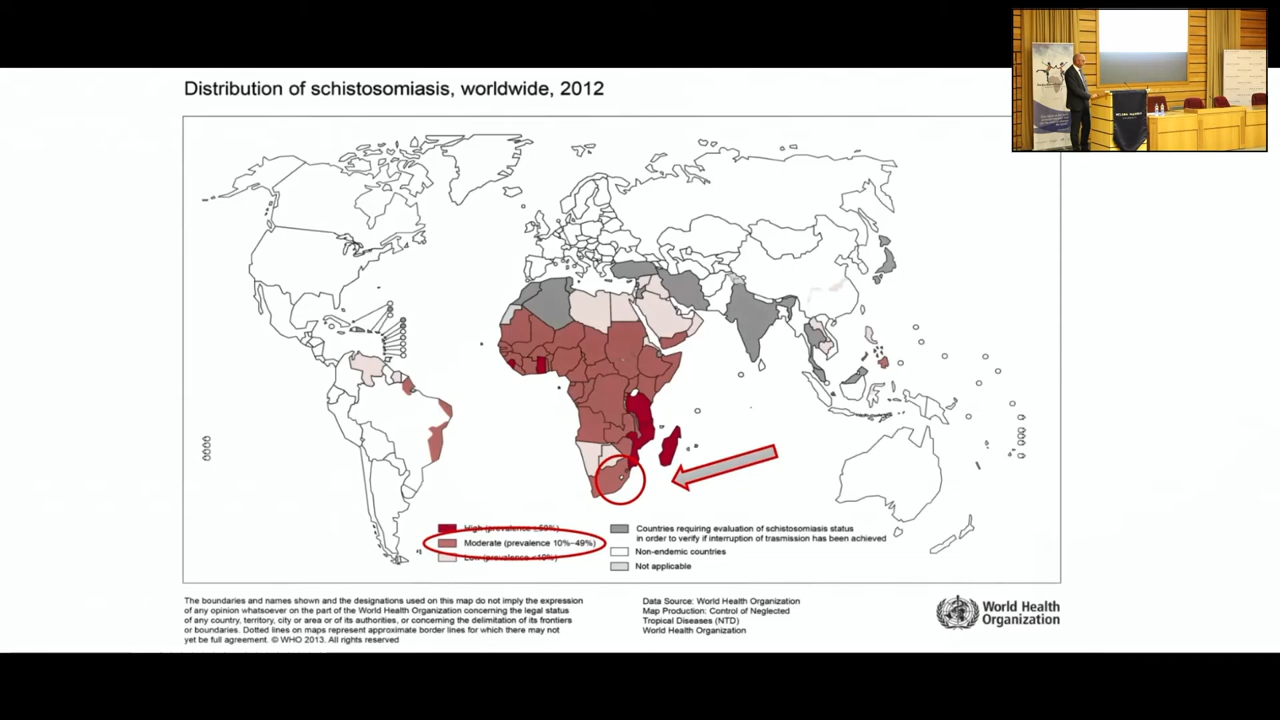 Distribution of schistosomiasis, worldwide, 2012
High (prevalence ≥50%)
Moderate (prevalence 10%–49%)
Low (prevalence <10%)
Countries requiring evaluation of schistosomiasis status
in order to verify if interruption of trasmission has been achieved
Non-endemic countries
Not applicable
The boundaries and names shown and the designations used on this map do not imply the expression
of any opinion whatsoever on the part of the World Health Organization concerning the legal status
of any country, territory, city or area or of its authorities, or concerning the delimitation of its frontiers
or boundaries. Dotted lines on maps represent approximate border lines for which there may not
yet be full agreement. © WHO 2013. All rights reserved
Data Source: World Health Organization
Map Production: Control of Neglected
Tropical Diseases (NTD)
World Health Organization
World Health
Organization